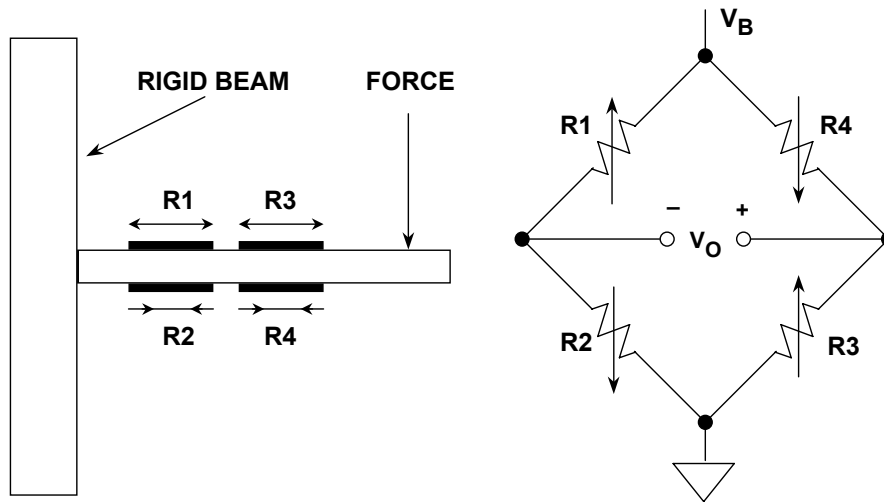 V_B
RIGID BEAM
FORCE
R1
R4
R1
R3
– V_O +
R2
R4
R2
R3